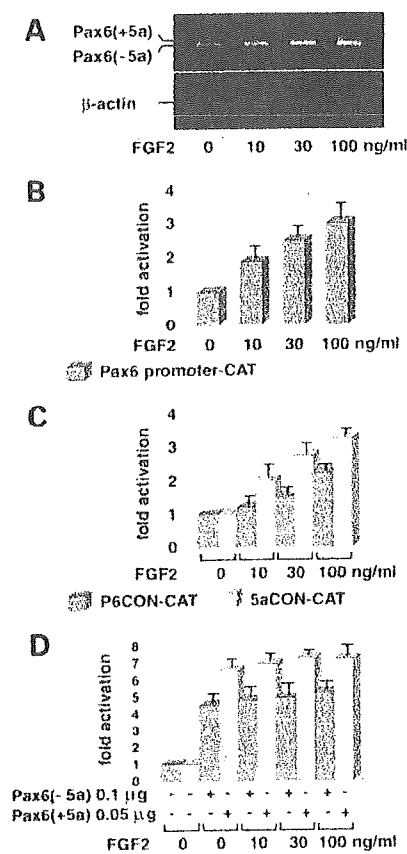 A
Pax6(+5a)
Pax6(-5a)
β-actin
FGF2 0 10 30 100 ng/ml
B
fold activation
4
3
2
1
0
FGF2 0 10 30 100 ng/ml
Pax6 promoter-CAT
C
fold activation
4
3
2
1
0
FGF2 0 10 30 100 ng/ml
P6CON-CAT 5aCON-CAT
D
fold activation
8
7
6
5
4
3
2
1
0
Pax6(-5a) 0.1 μg - - + - + - + - + -
Pax6(+5a) 0.05 μg - - - + - + - + - +
FGF2 0 0 10 30 100 ng/ml